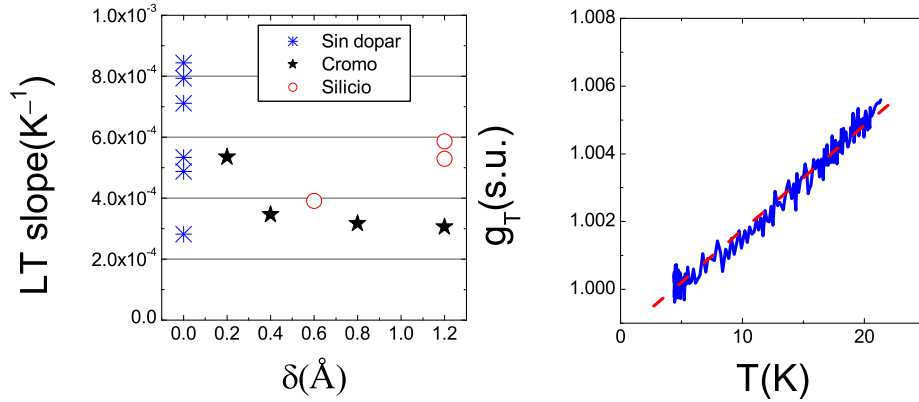 LT slope(K⁻¹)
1.0x10⁻³
8.0x10⁻⁴
6.0x10⁻⁴
4.0x10⁻⁴
2.0x10⁻⁴
0.0
Sin dopar
Cromo
Silicio
0.0 0.2 0.4 0.6 0.8 1.0 1.2
δ(Å)
g_T(s.u.)
1.008
1.006
1.004
1.002
1.000
0 10 20
T(K)